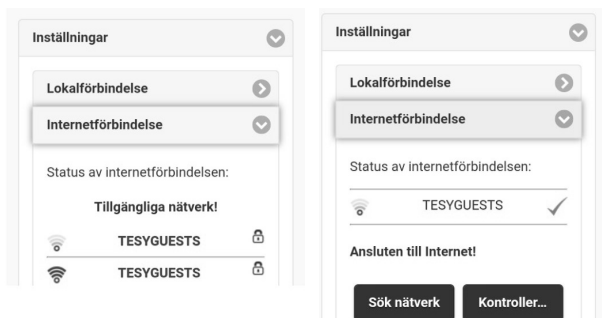 Inställningar
Lokalförbindelse
Internetförbindelse
Status av internetförbindelsen:
Tillgängliga nätverk!
TESYGUESTS
TESYGUESTS
Inställningar
Lokalförbindelse
Internetförbindelse
Status av internetförbindelsen:
TESYGUESTS
Ansluten till Internet!
Sök nätverk
Kontroller...